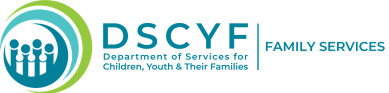 DSCYF
Department of Services for
Children, Youth & Their Families
FAMILY SERVICES